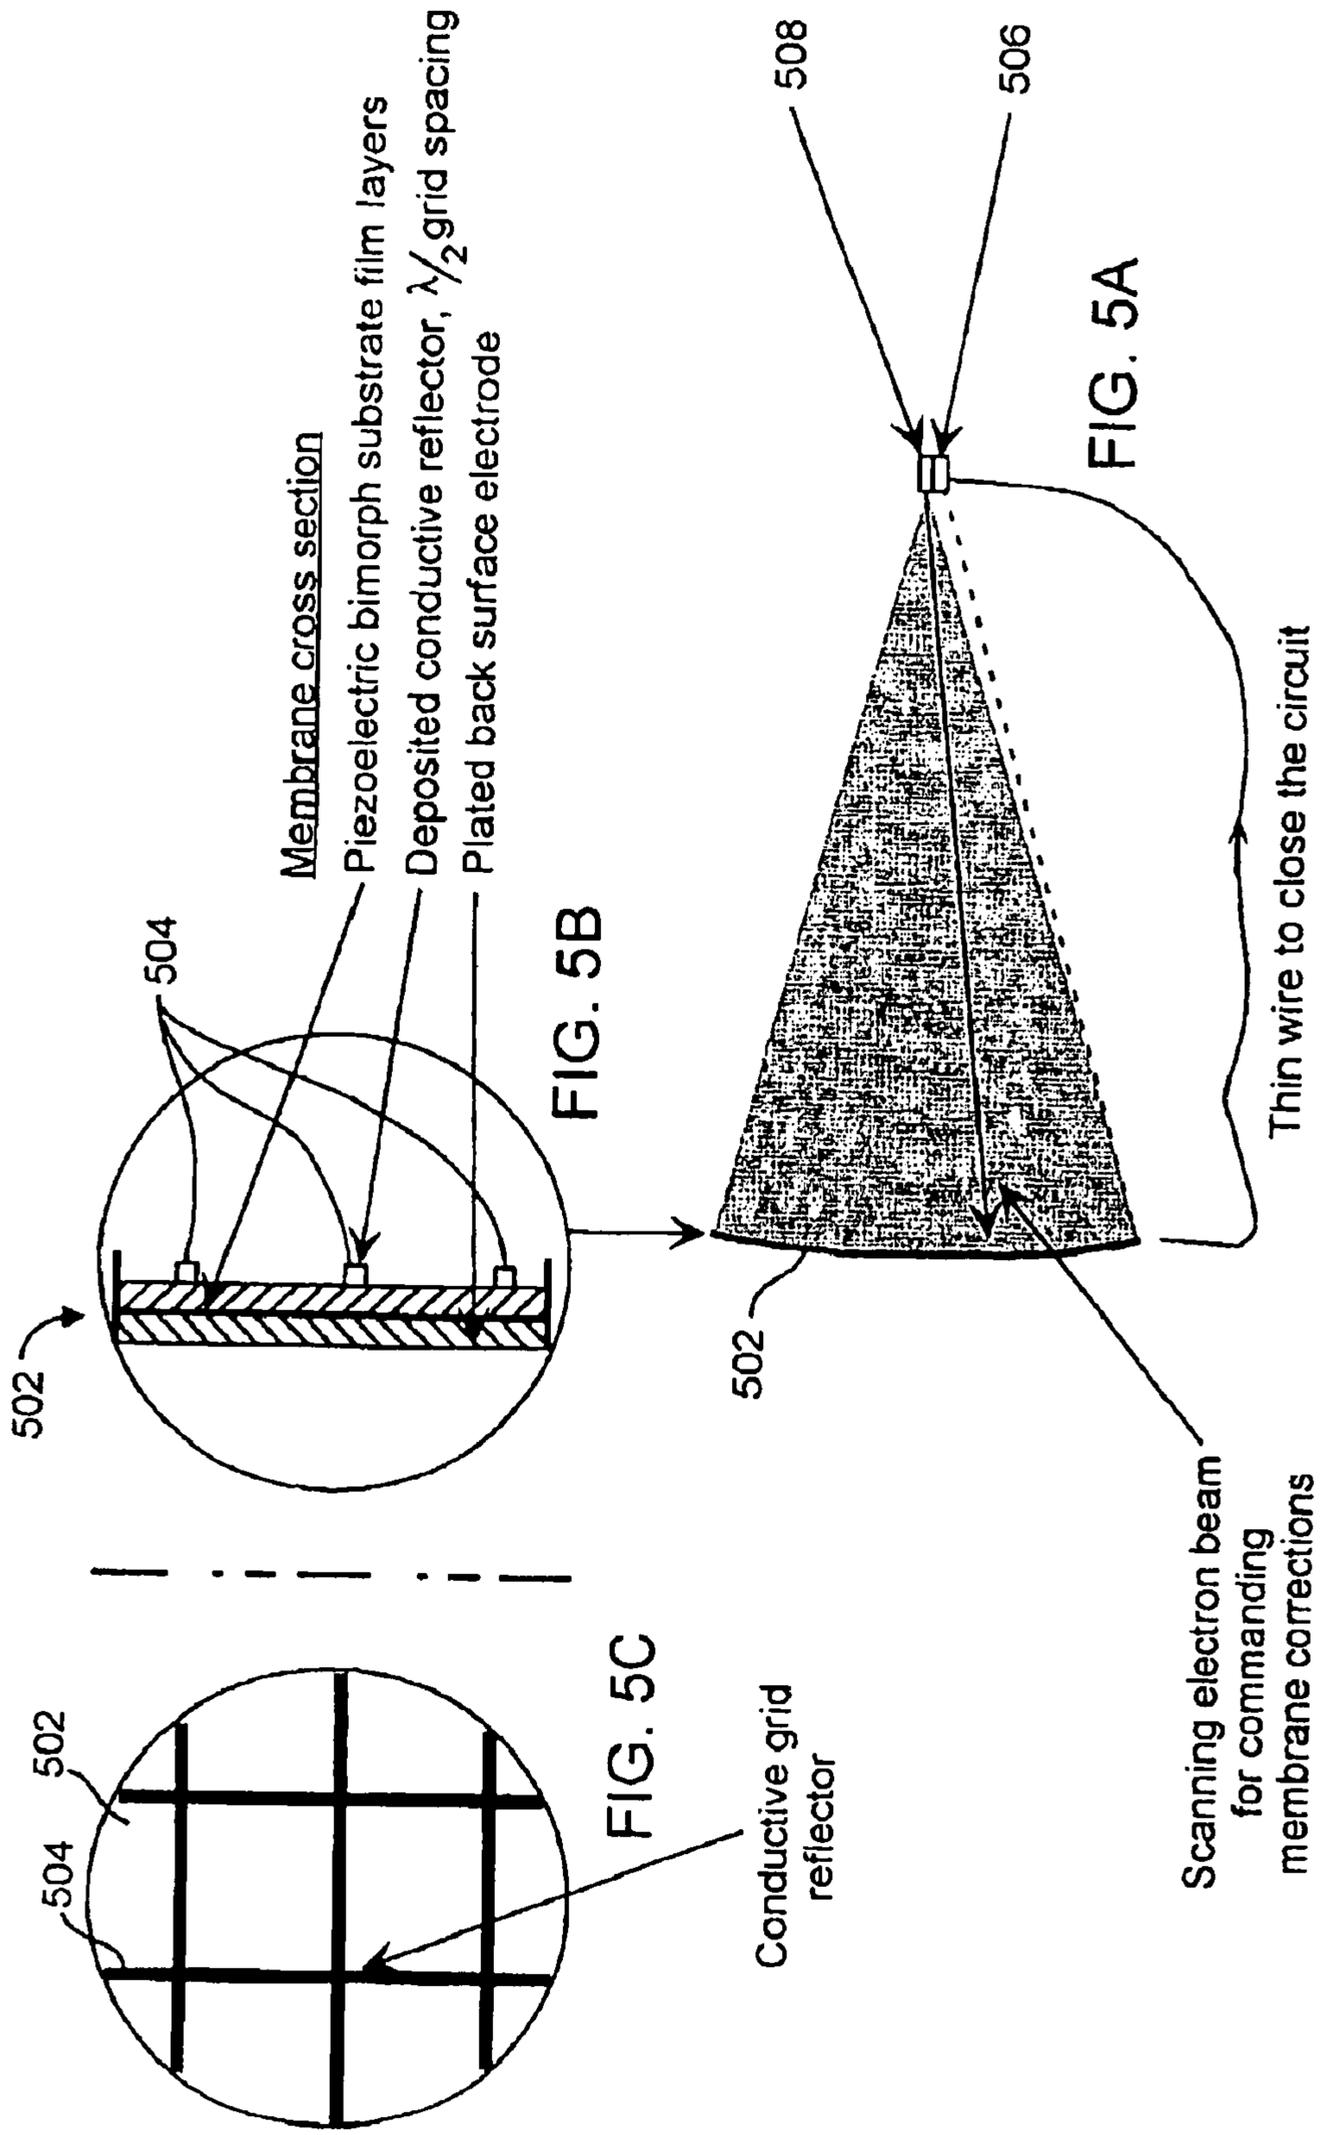 502
504
Membrane cross section
Piezoelectric bimorph substrate film layers
Deposited conductive reflector, λ/2 grid spacing
Plated back surface electrode
FIG. 5B
504
502
FIG. 5C
Conductive grid
reflector
502
508
506
FIG. 5A
Scanning electron beam
for commanding
membrane corrections
Thin wire to close the circuit